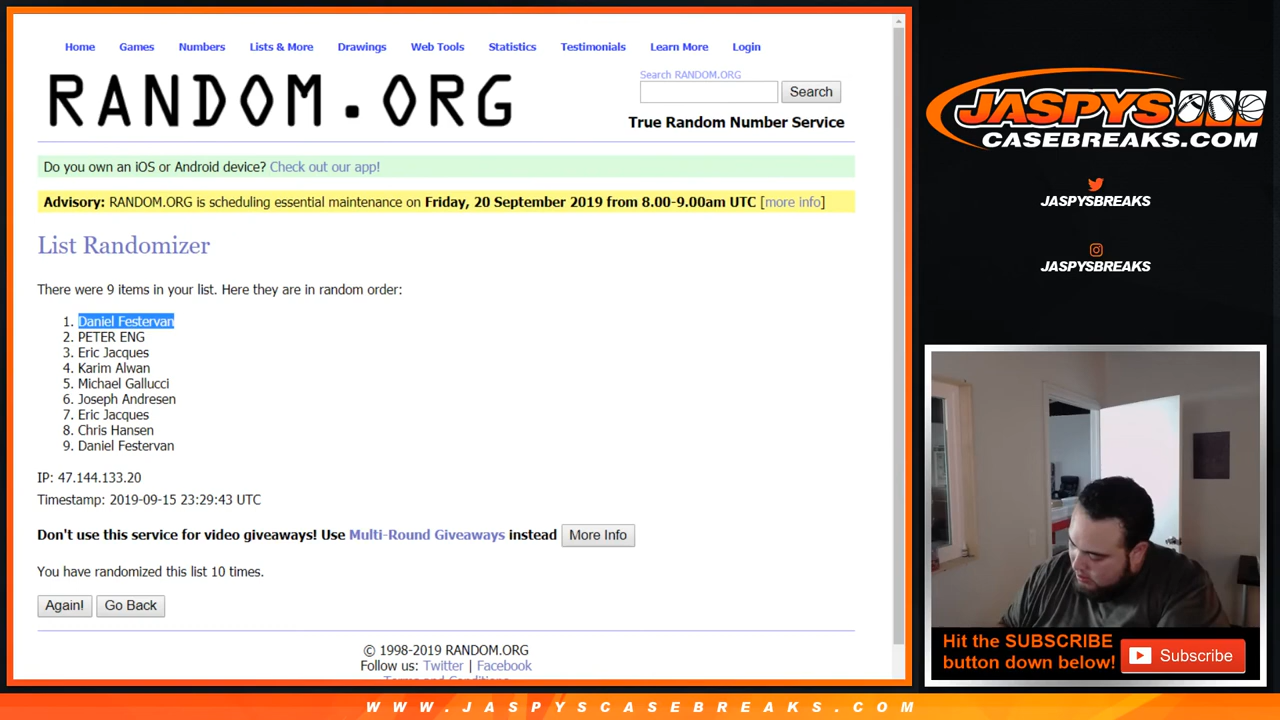 Home Games Numbers Lists & More Drawings Web Tools Statistics Testimonials Learn More Login
RANDOM.ORG
Search RANDOM.ORG
Search
True Random Number Service
Do you own an iOS or Android device? Check out our app!
Advisory: RANDOM.ORG is scheduling essential maintenance on Friday, 20 September 2019 from 8.00-9.00am UTC [more info]
List Randomizer
There were 9 items in your list. Here they are in random order:
1. Daniel Festervan
2. PETER ENG
3. Eric Jacques
4. Karim Alwan
5. Michael Gallucci
6. Joseph Andresen
7. Eric Jacques
8. Chris Hansen
9. Daniel Festervan
IP: 47.144.133.20
Timestamp: 2019-09-15 23:29:43 UTC
Don't use this service for video giveaways! Use Multi-Round Giveaways instead More Info
You have randomized this list 10 times.
Again! Go Back
© 1998-2019 RANDOM.ORG
Follow us: Twitter | Facebook
Terms and Conditions
JASPYS
CASEBREAKS.COM
JASPYSBREAKS
JASPYSBREAKS
Hit the SUBSCRIBE
button down below!
Subscribe
WWW.JASPYSCASEBREAKS.COM